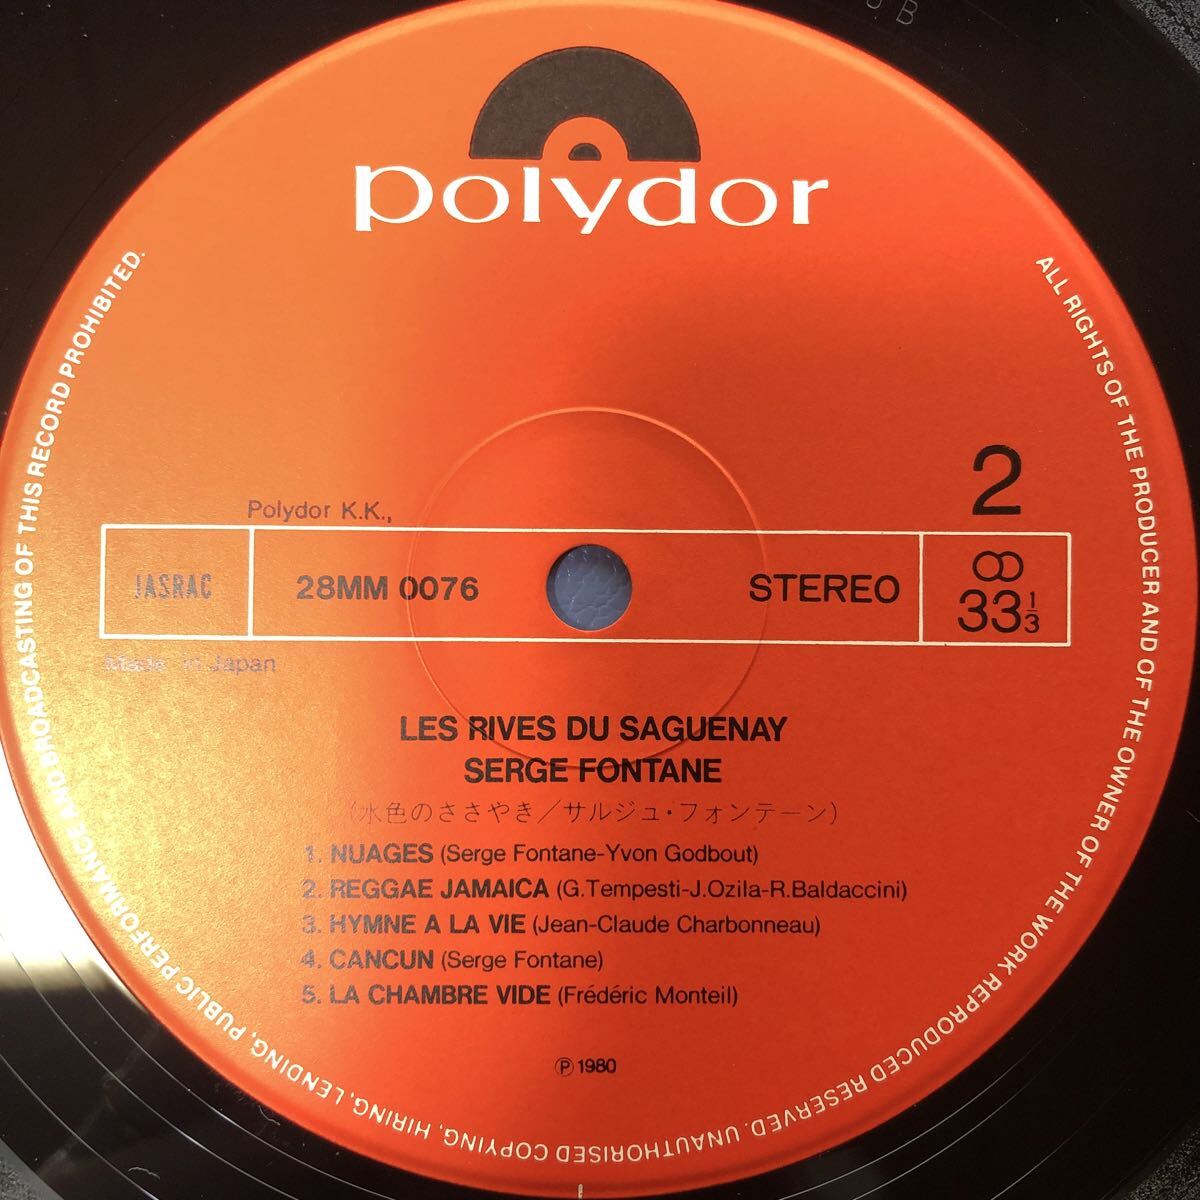 polydor
ALL RIGHTS OF THE PRODUCER AND OF THE OWNER OF THE WORK REPRODUCED RESERVED. UNAUTHORISED COPYING, HIRING, LENDING, PUBLIC PERFORMANCE AND BROADCASTING OF THIS RECORD PROHIBITED.
2
Polydor K.K.,
JASRAC 28MM 0076 STEREO 33 1/3
Made in Japan
LES RIVES DU SAGUENAY
SERGE FONTANE
(水色のささやき/サルジュ・フォンテーン)
1. NUAGES (Serge Fontane-Yvon Godbout)
2. REGGAE JAMAICA (G.Tempesti-J.Ozila-R.Baldaccini)
3. HYMNE A LA VIE (Jean-Claude Charbonneau)
4. CANCUN (Serge Fontane)
5. LA CHAMBRE VIDE (Frédéric Monteil)
Ⓟ 1980